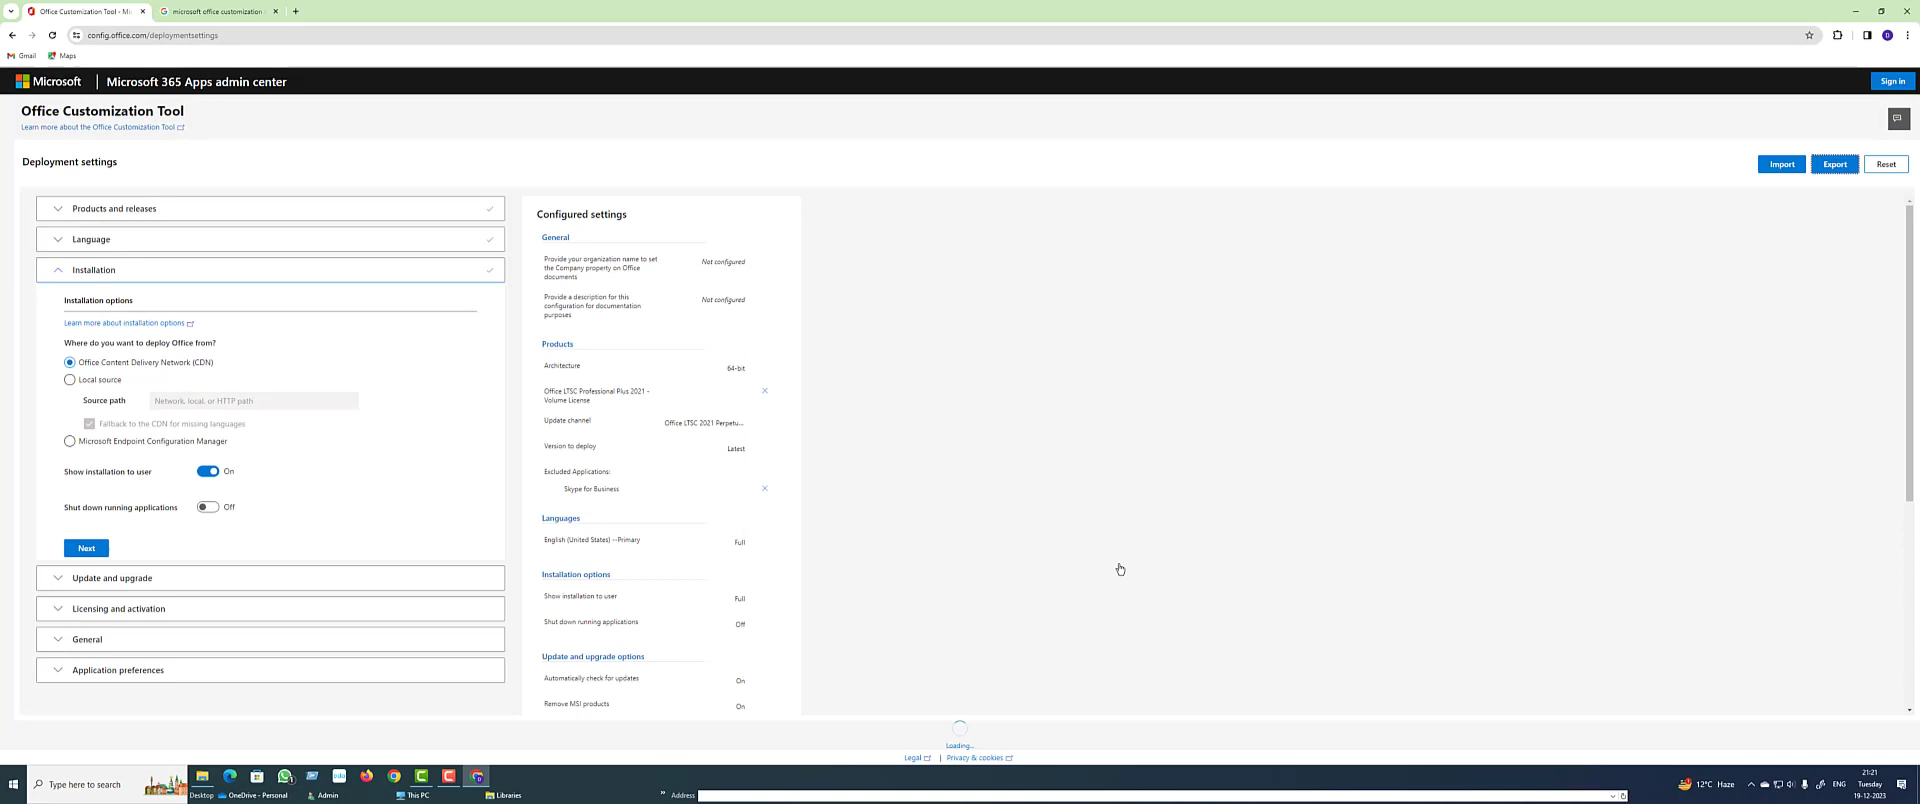 Office Customization Tool - Mi
microsoft office customization
config.office.com/deploymentsettings
Gmail
Maps
Microsoft
Microsoft 365 Apps admin center
Sign in
Office Customization Tool
Learn more about the Office Customization Tool
Deployment settings
Import
Export
Reset
Products and releases
Language
Installation
Installation options
Learn more about installation options
Where do you want to deploy Office from?
Office Content Delivery Network (CDN)
Local source
Source path
Network, local, or HTTP path
Fallback to the CDN for missing languages
Microsoft Endpoint Configuration Manager
Show installation to user
On
Shut down running applications
Off
Next
Update and upgrade
Licensing and activation
General
Application preferences
Configured settings
General
Provide your organization name to set
the Company property on Office
documents
Not configured
Provide a description for this
configuration for documentation
purposes
Not configured
Products
Architecture
64-bit
Office LTSC Professional Plus 2021 -
Volume License
Update channel
Office LTSC 2021 Perpetu...
Version to deploy
Latest
Excluded Applications:
Skype for Business
Languages
English (United States) --Primary
Full
Installation options
Show installation to user
Full
Shut down running applications
Off
Update and upgrade options
Automatically check for updates
On
Remove MSI products
On
Loading...
Legal
|
Privacy & cookies
Type here to search
Desktop
OneDrive - Personal
Admin
This PC
Libraries
Address
12°C Haze
ENG
21:21
Tuesday
19-12-2023